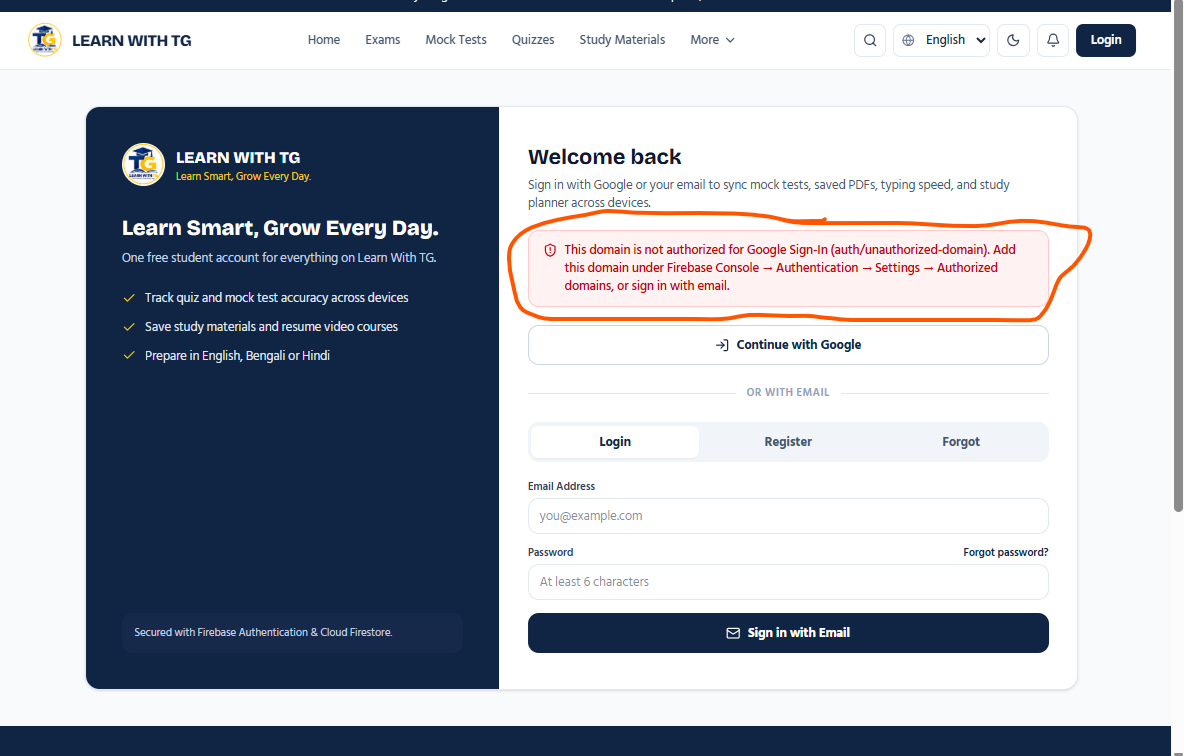 LEARN WITH TG
Home
Exams
Mock Tests
Quizzes
Study Materials
More
English
Login
LEARN WITH TG
Learn Smart, Grow Every Day.
Learn Smart, Grow Every Day.
One free student account for everything on Learn With TG.
Track quiz and mock test accuracy across devices
Save study materials and resume video courses
Prepare in English, Bengali or Hindi
Secured with Firebase Authentication & Cloud Firestore.
Welcome back
Sign in with Google or your email to sync mock tests, saved PDFs, typing speed, and study
planner across devices.
This domain is not authorized for Google Sign-In (auth/unauthorized-domain). Add
this domain under Firebase Console → Authentication → Settings → Authorized
domains, or sign in with email.
Continue with Google
OR WITH EMAIL
Login
Register
Forgot
Email Address
you@example.com
Password
Forgot password?
At least 6 characters
Sign in with Email